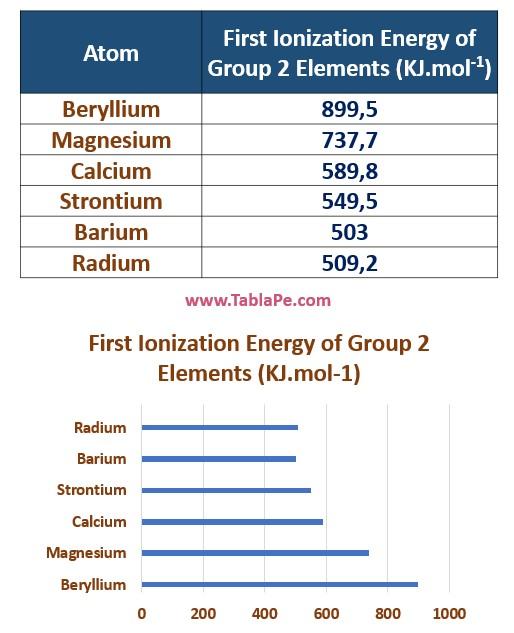 Atom
First Ionization Energy of
Group 2 Elements (KJ.mol⁻¹)
Beryllium 899,5
Magnesium 737,7
Calcium 589,8
Strontium 549,5
Barium 503
Radium 509,2
www.TablaPe.com
First Ionization Energy of Group 2
Elements (KJ.mol-1)
Radium
Barium
Strontium
Calcium
Magnesium
Beryllium
0 200 400 600 800 1000